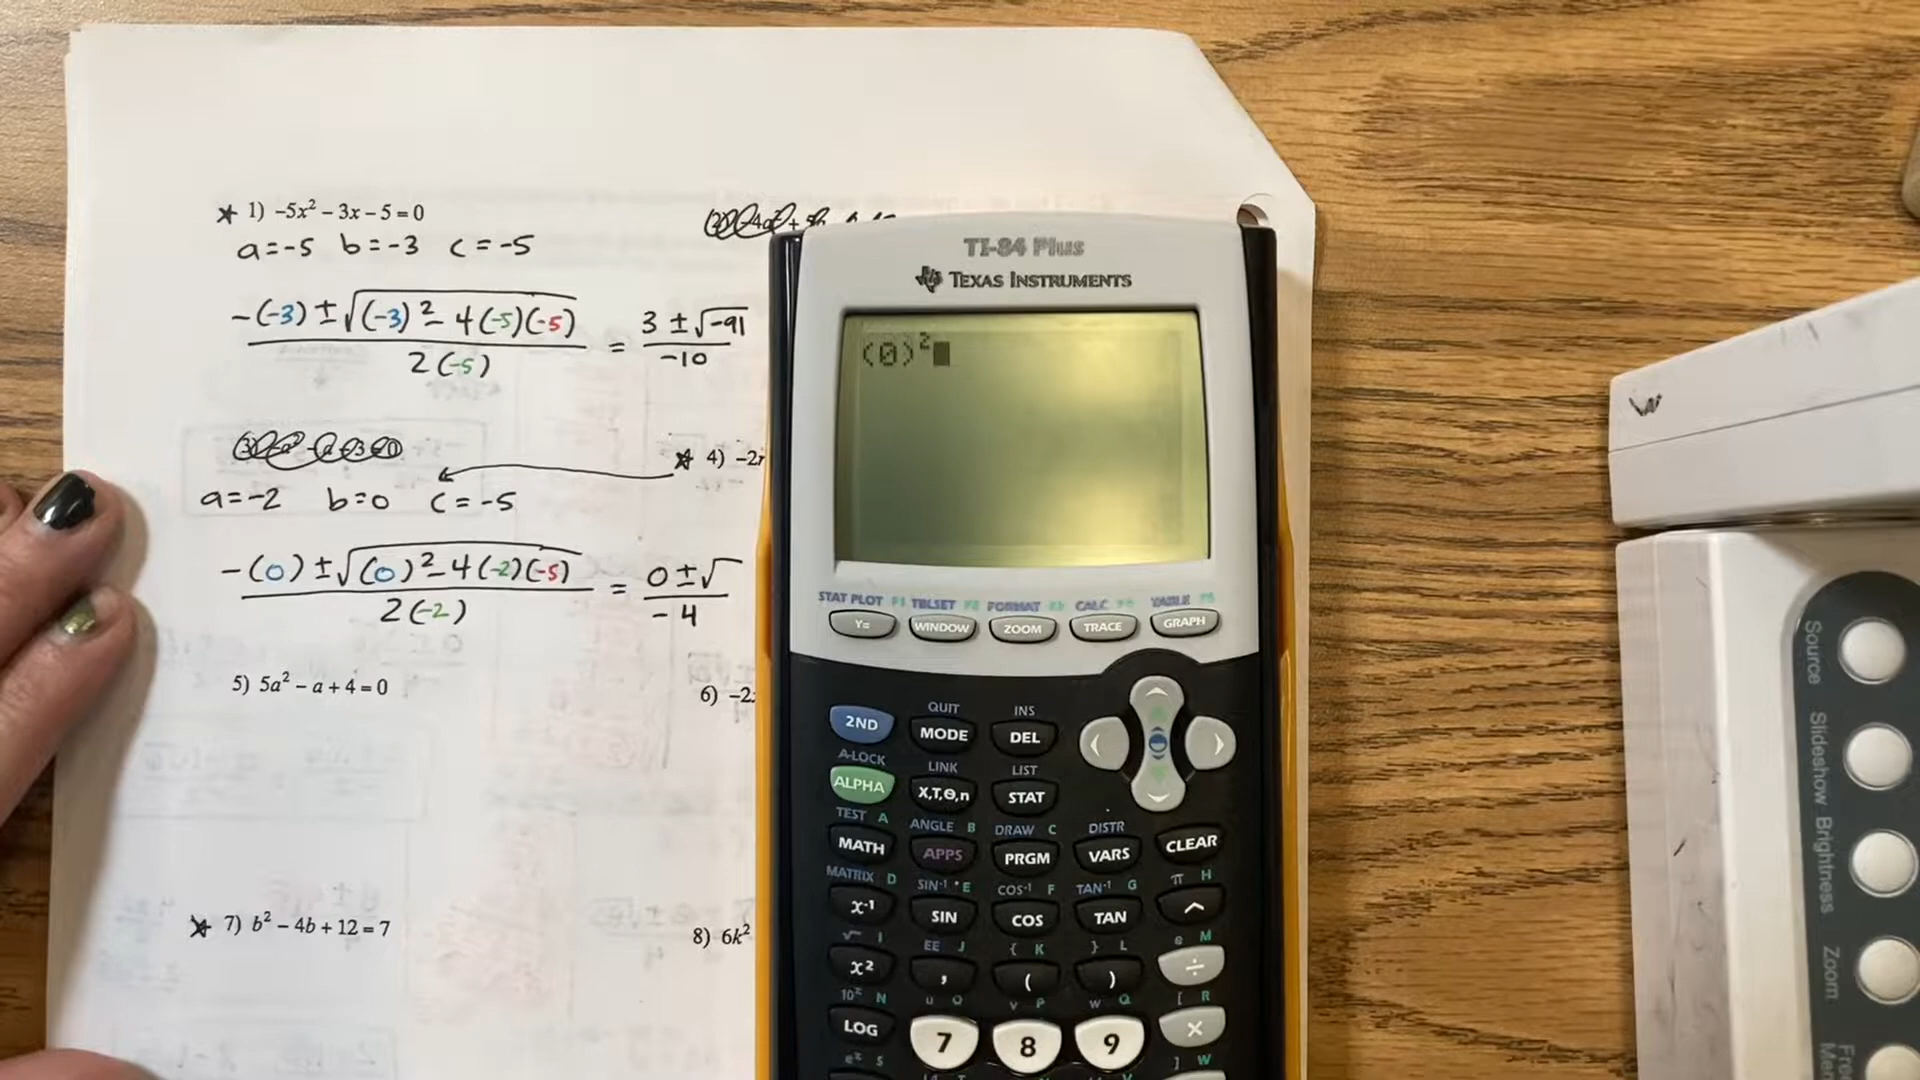 1) -5x² - 3x - 5 = 0
a=-5 b=-3 c=-5
-(-3) ± √(-3)² - 4(-5)(-5) = 3 ± √-91
2(-5) -10
4) -2
a=-2 b=0 c=-5
-(0) ± √(0)² - 4(-2)(-5) = 0 ± √
2(-2) -4
5) 5a² - a + 4 = 0
6) -2
7) b² - 4b + 12 = 7
8) 6k²
TI-84 Plus
TEXAS INSTRUMENTS
(0)²
STAT PLOT F1 TBLSET F2 FORMAT F3 CALC F4 TABLE F5
Y= WINDOW ZOOM TRACE GRAPH
QUIT INS
2ND MODE DEL
A-LOCK LINK LIST
ALPHA X,T,Θ,n STAT
TEST A ANGLE B DRAW C DISTR
MATH APPS PRGM VARS CLEAR
MATRIX D SIN⁻¹ E COS⁻¹ F TAN⁻¹ G π H
x⁻¹ SIN COS TAN ^
√ I EE J { K } L e M
x² , ( ) ÷
10ˣ N u O v P w Q [ R
LOG 7 8 9 ×
eˣ S ] W
Source
Slideshow
Brightness
Zoom